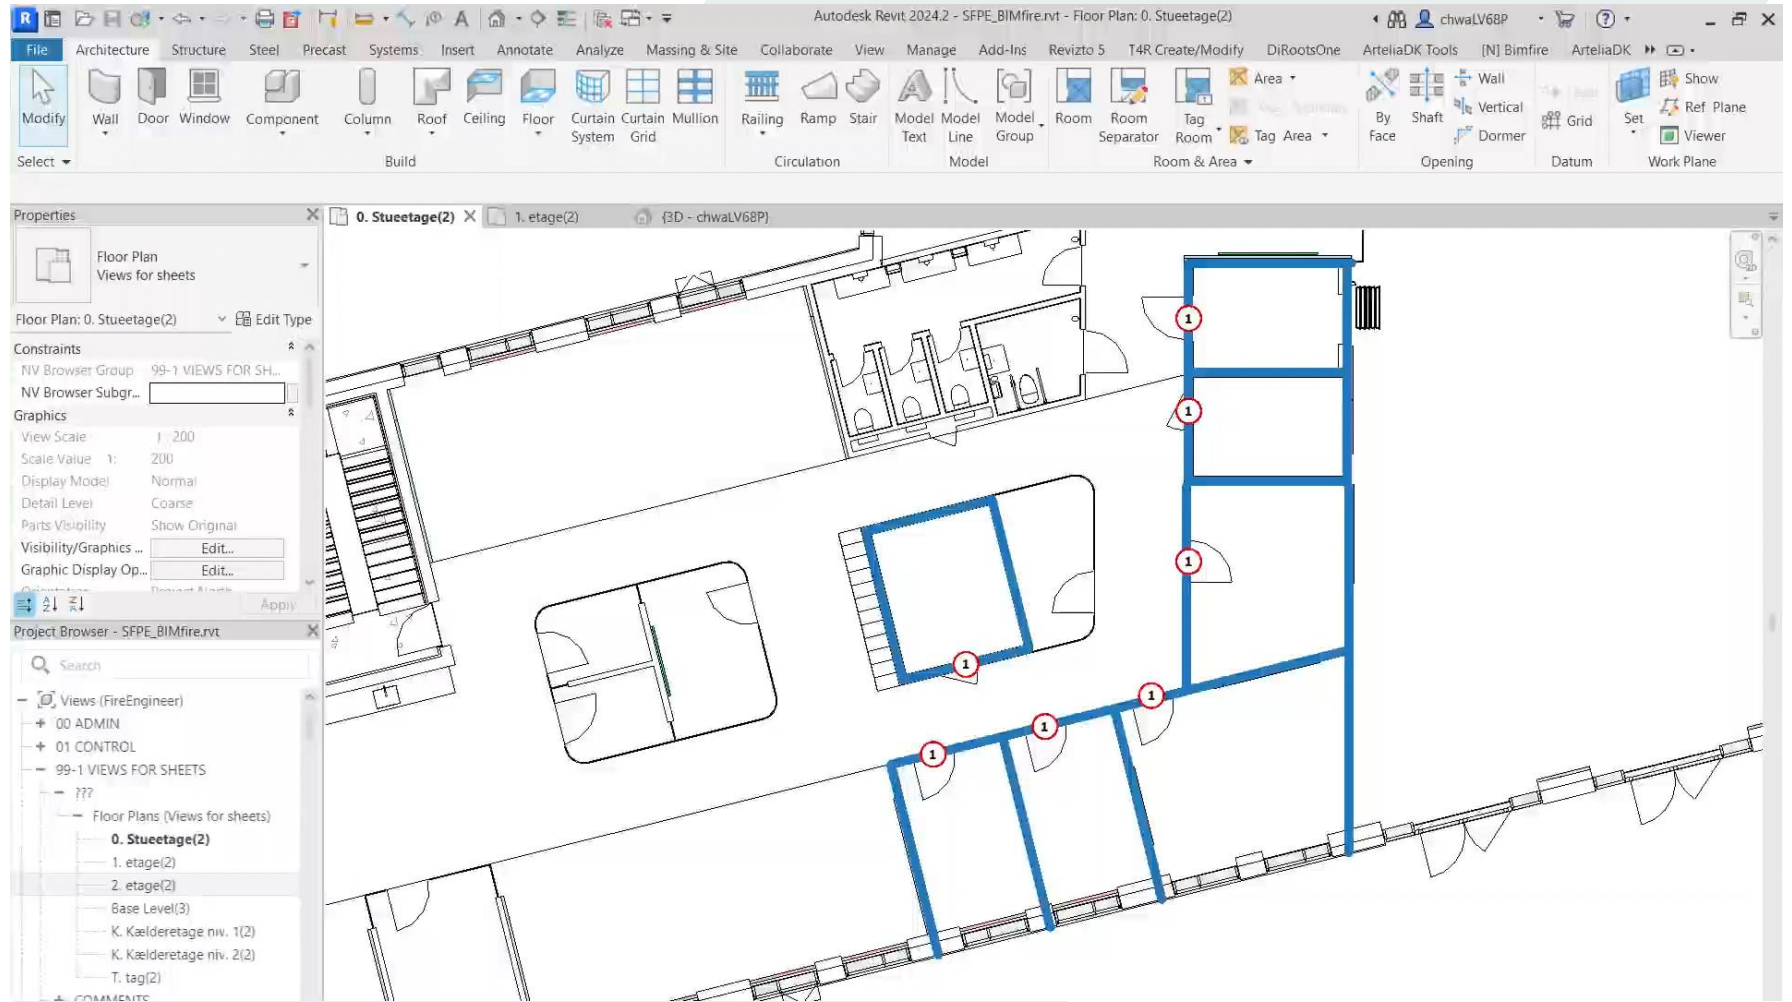 Autodesk Revit 2024.2 - SFPE_BIMfire.rvt - Floor Plan: 0. Stueetage(2)
chwaLV68P
File Architecture Structure Steel Precast Systems Insert Annotate Analyze Massing & Site Collaborate View Manage Add-Ins Revizto 5 T4R Create/Modify DiRootsOne ArteliaDK Tools [N] Bimfire ArteliaDK
Modify Wall Door Window Component Column Roof Ceiling Floor Curtain System Curtain Grid Mullion Railing Ramp Stair Model Text Model Line Model Group Room Room Separator Tag Room Area Tag Area By Face Shaft Wall Vertical Dormer Grid Set Show Ref Plane Viewer
Select Build Circulation Model Room & Area Opening Datum Work Plane
Properties
0. Stueetage(2) 1. etage(2) {3D - chwaLV68P}
Floor Plan
Views for sheets
Floor Plan: 0. Stueetage(2) Edit Type
Constraints
NV Browser Group 99-1 VIEWS FOR SH...
NV Browser Subgr...
Graphics
View Scale 1 : 200
Scale Value 1: 200
Display Model Normal
Detail Level Coarse
Parts Visibility Show Original
Visibility/Graphics ... Edit...
Graphic Display Op... Edit...
Apply
Project Browser - SFPE_BIMfire.rvt
Search
Views (FireEngineer)
00 ADMIN
01 CONTROL
99-1 VIEWS FOR SHEETS
???
Floor Plans (Views for sheets)
0. Stueetage(2)
1. etage(2)
2. etage(2)
Base Level(3)
K. Kælderetage niv. 1(2)
K. Kælderetage niv. 2(2)
T. tag(2)
COMMENTS
1
1
1
1
1
1
1